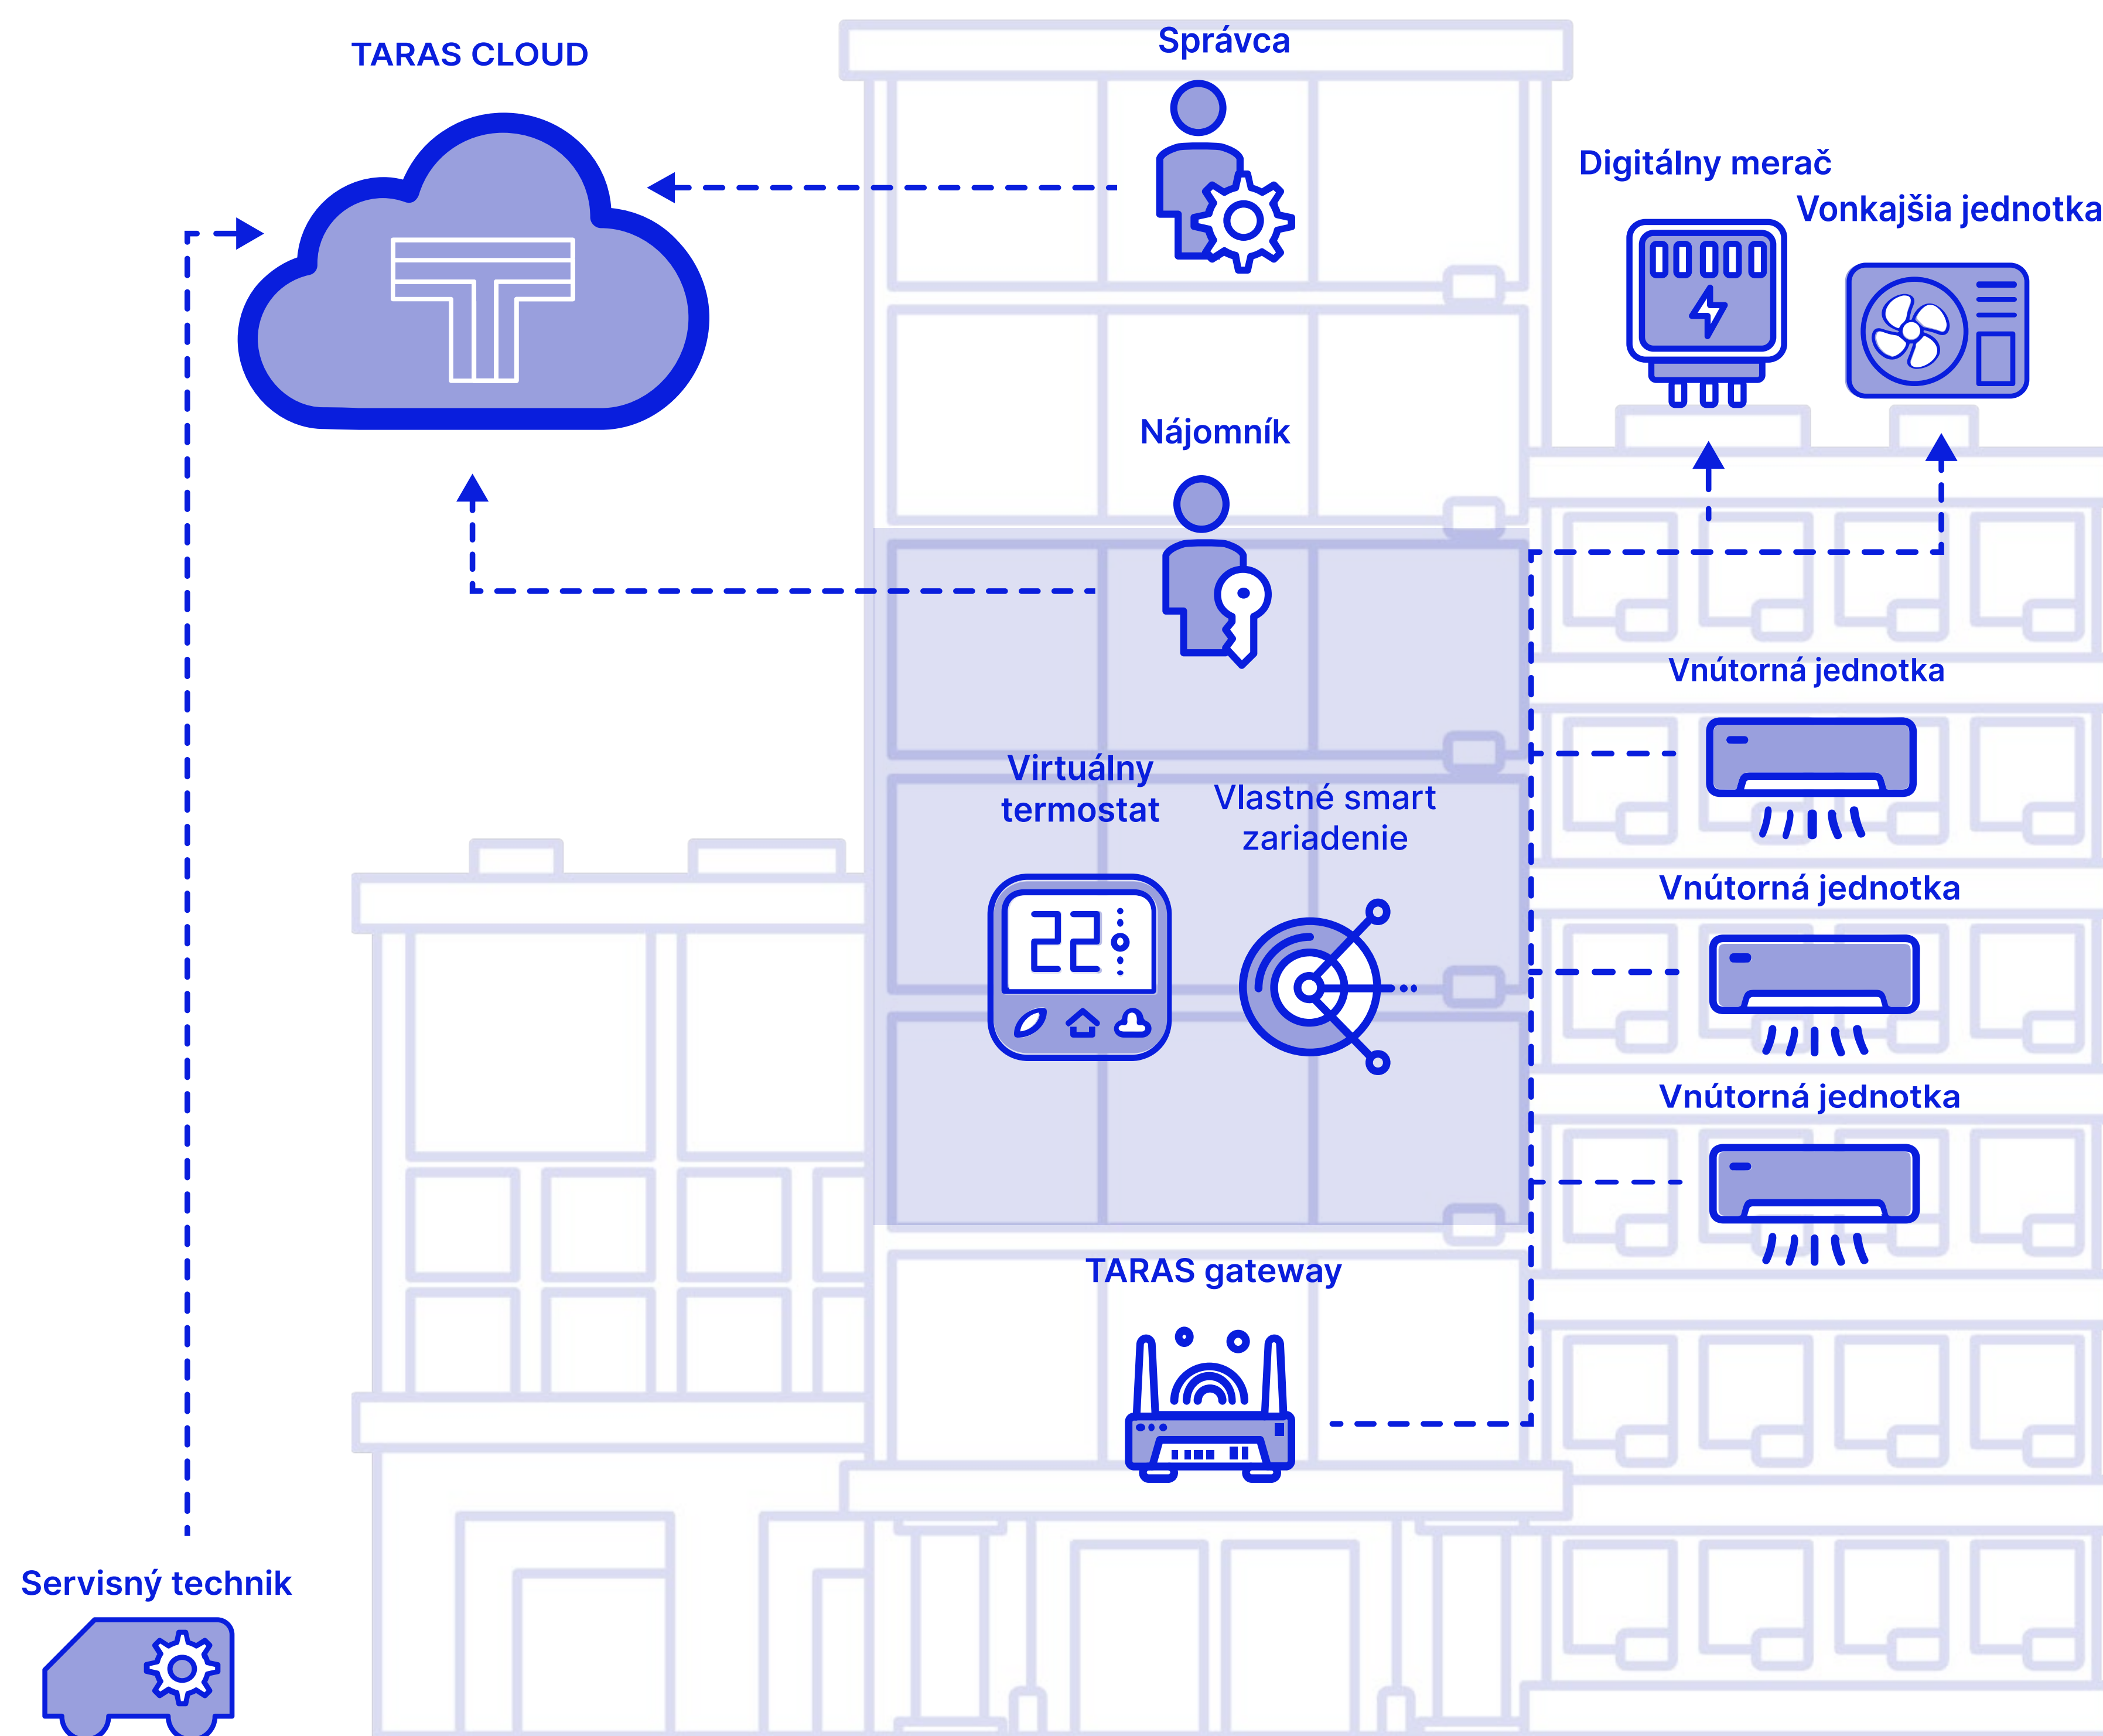 TARAS CLOUD
Správca
Digitálny merač
Vonkajšia jednotka
Nájomník
Vnútorná jednotka
Virtuálny
termostat
Vlastné smart
zariadenie
22
Vnútorná jednotka
Vnútorná jednotka
TARAS gateway
Servisný technik